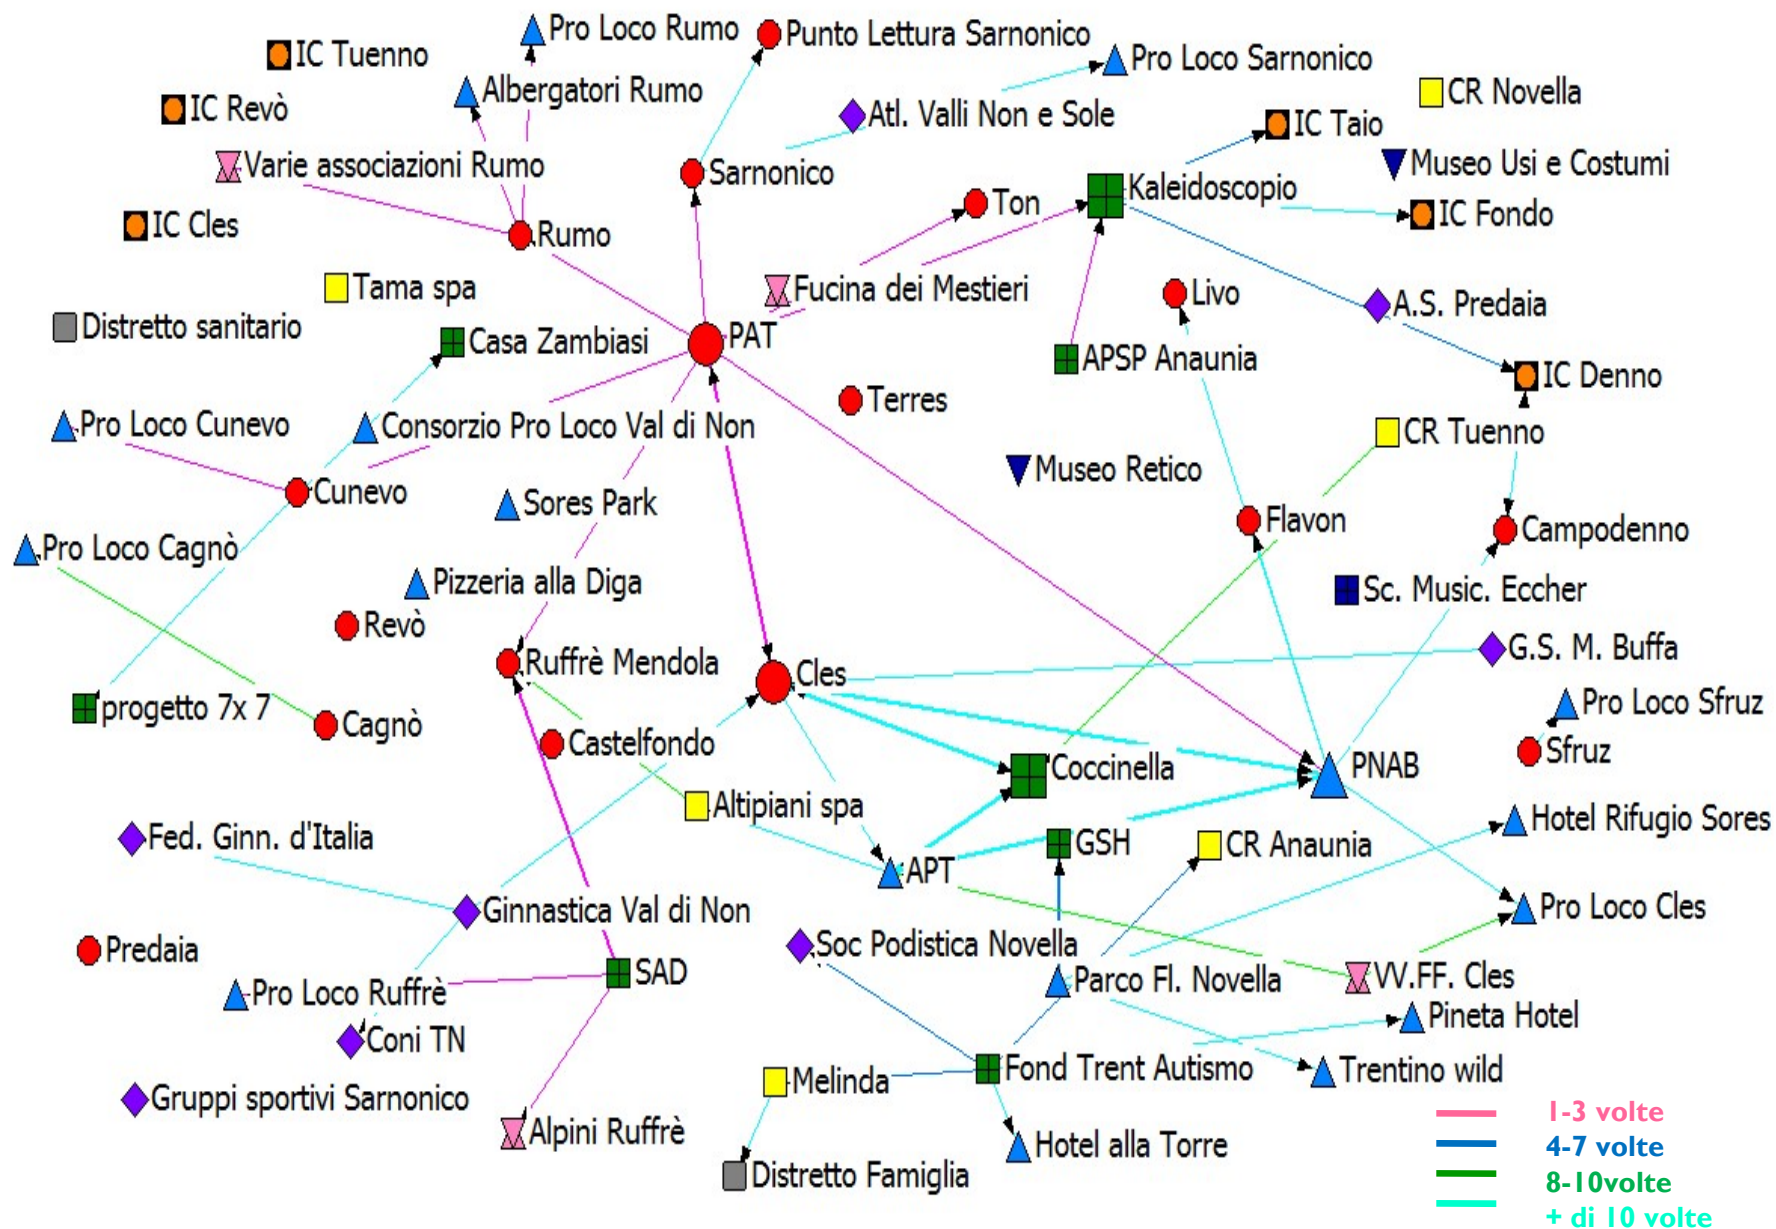 Pro Loco Rumo
Punto Lettura Sarnonico
IC Tuenno
Pro Loco Sarnonico
Albergatori Rumo
CR Novella
IC Revò
Atl. Valli Non e Sole
IC Taio
Varie associazioni Rumo
Museo Usi e Costumi
Sarnonico
Kaleidoscopio
Ton
IC Fondo
IC Cles
Rumo
Tama spa
Fucina dei Mestieri
Livo
A.S. Predaia
Distretto sanitario
Casa Zambiasi
PAT
APSP Anaunia
IC Denno
Terres
Pro Loco Cunevo
Consorzio Pro Loco Val di Non
CR Tuenno
Museo Retico
Cunevo
Sores Park
Flavon
Campodenno
Pro Loco Cagnò
Pizzeria alla Diga
Sc. Music. Eccher
Revò
G.S. M. Buffa
Ruffrè Mendola
Cles
progetto 7x 7
Pro Loco Sfruz
Cagnò
Castelfondo
Sfruz
Coccinella
PNAB
Altipiani spa
Hotel Rifugio Sores
Fed. Ginn. d'Italia
GSH
CR Anaunia
APT
Ginnastica Val di Non
Pro Loco Cles
Predaia
Soc Podistica Novella
SAD
Parco Fl. Novella
VV.FF. Cles
Pro Loco Ruffrè
Pineta Hotel
Coni TN
Fond Trent Autismo
Trentino wild
Melinda
Gruppi sportivi Sarnonico
Alpini Ruffrè
Hotel alla Torre
Distretto Famiglia
1-3 volte
4-7 volte
8-10volte
+ di 10 volte